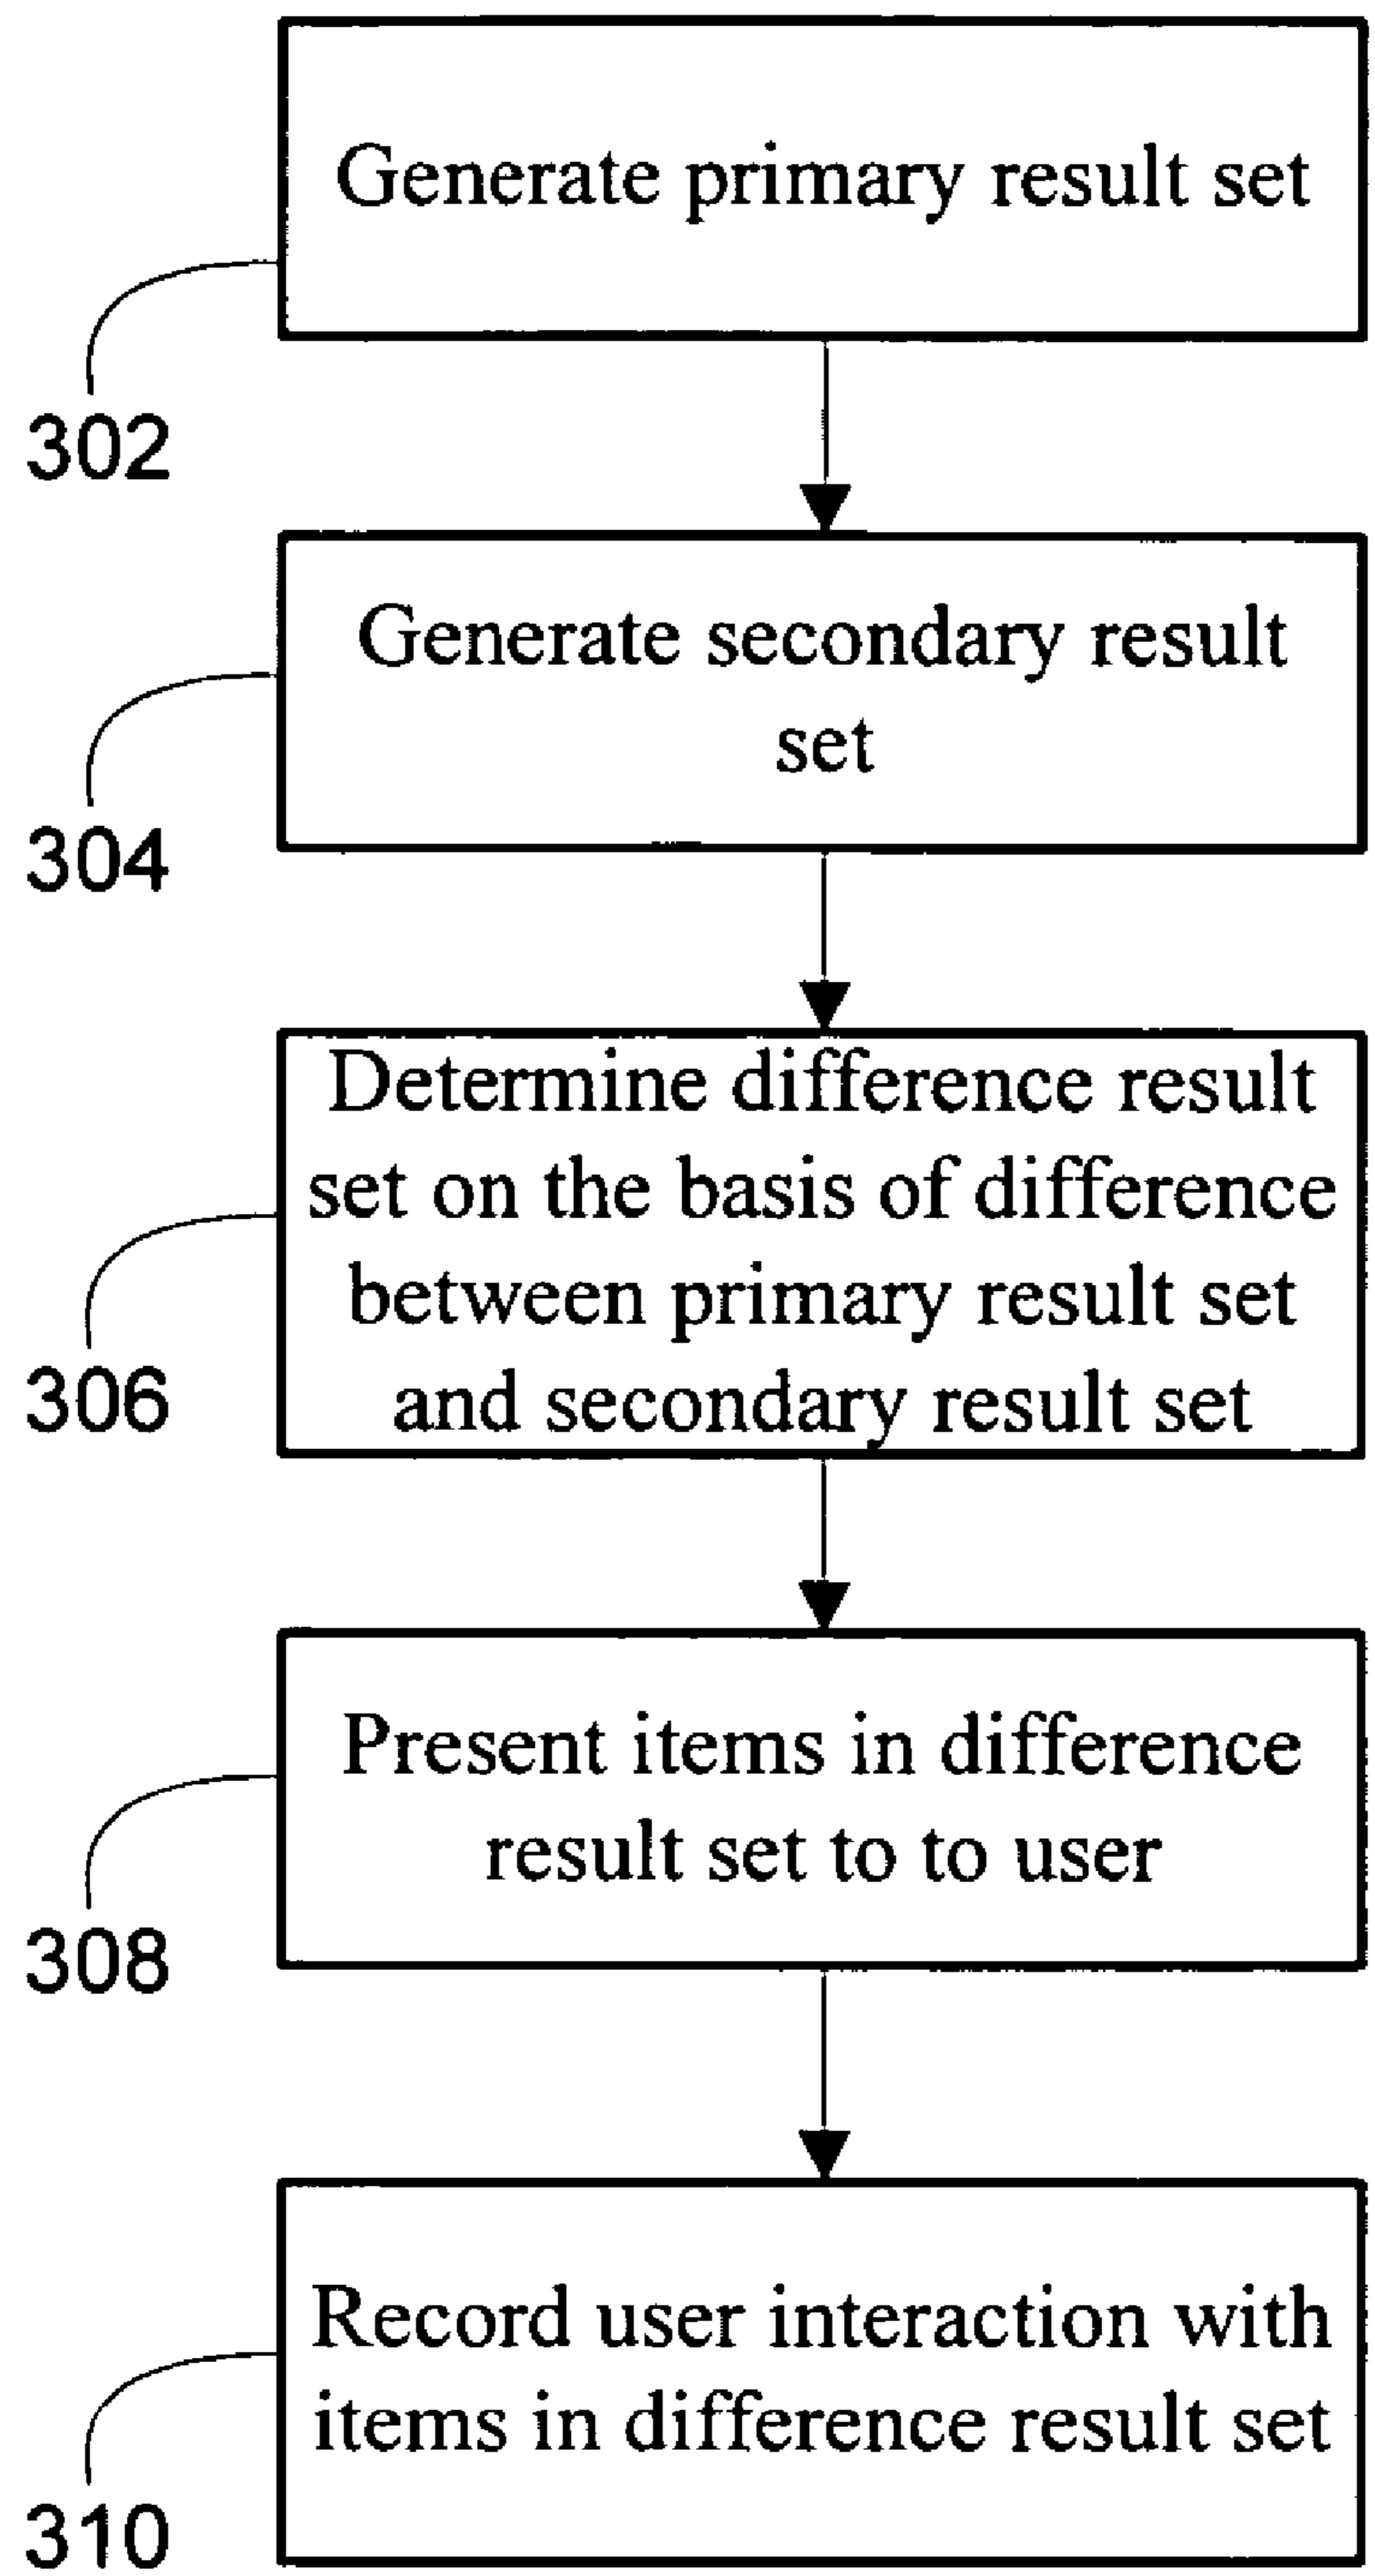 Generate primary result set
302
Generate secondary result
set
304
Determine difference result
set on the basis of difference
between primary result set
and secondary result set
306
Present items in difference
result set to to user
308
Record user interaction with
items in difference result set
310